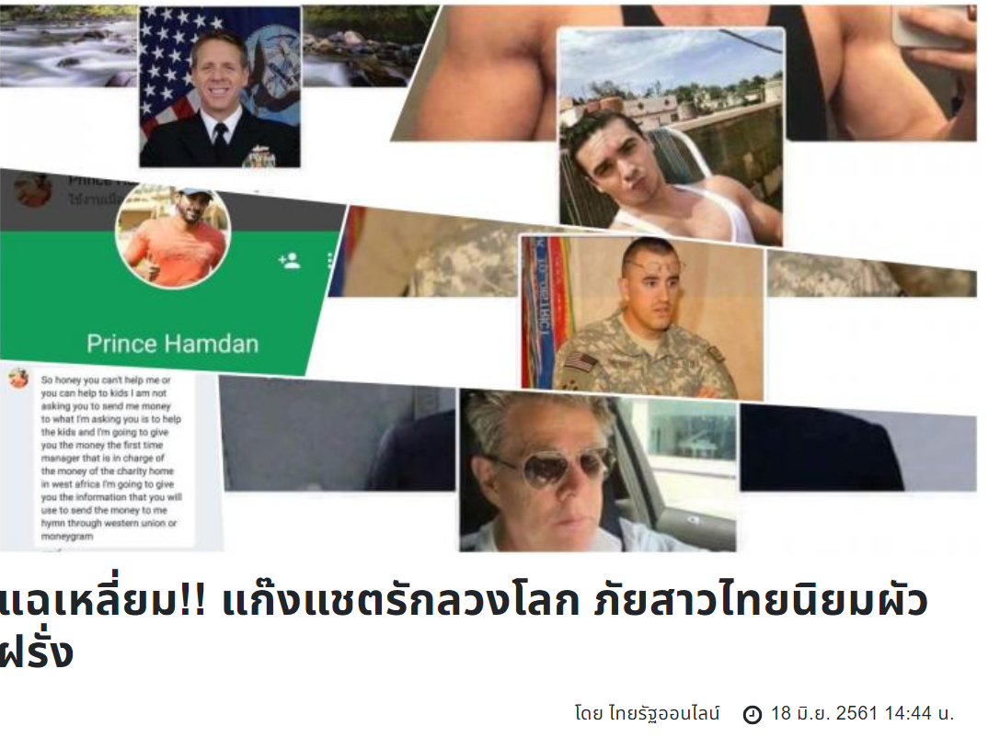 Prince Hamdan
So honey you can't help me or
you can help to kids I am not
asking you to send me money
to what I'm asking you is to help
the kids and I'm going to give
you the money the first time
manager that is in charge of
the money of the charity home
in west africa I'm going to give
you the information that you will
use to send the money to me
hymn through western union or
moneygram
แฉเหลี่ยม!! แก๊งแชตรักลวงโลก ภัยสาวไทยนิยมผัว
ฝรั่ง
โดย ไทยรัฐออนไลน์ 18 มิ.ย. 2561 14:44 น.